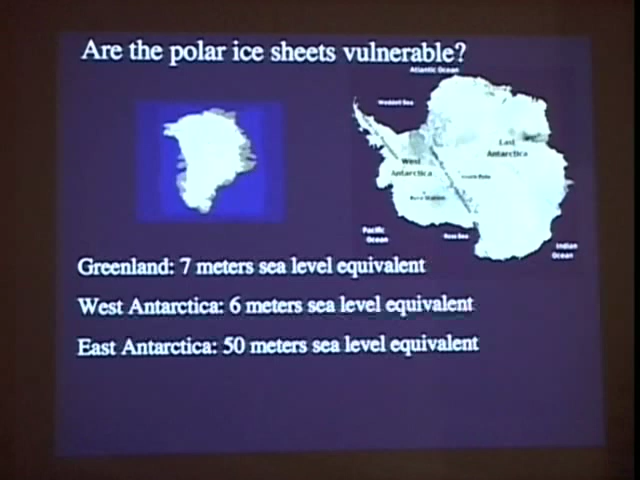 Are the polar ice sheets vulnerable?
Atlantic Ocean
Weddell Sea
East
Antarctica
West
Antarctica
South Pole
Pacific
Ocean
Ross Sea
Indian
Ocean
Greenland: 7 meters sea level equivalent
West Antarctica: 6 meters sea level equivalent
East Antarctica: 50 meters sea level equivalent